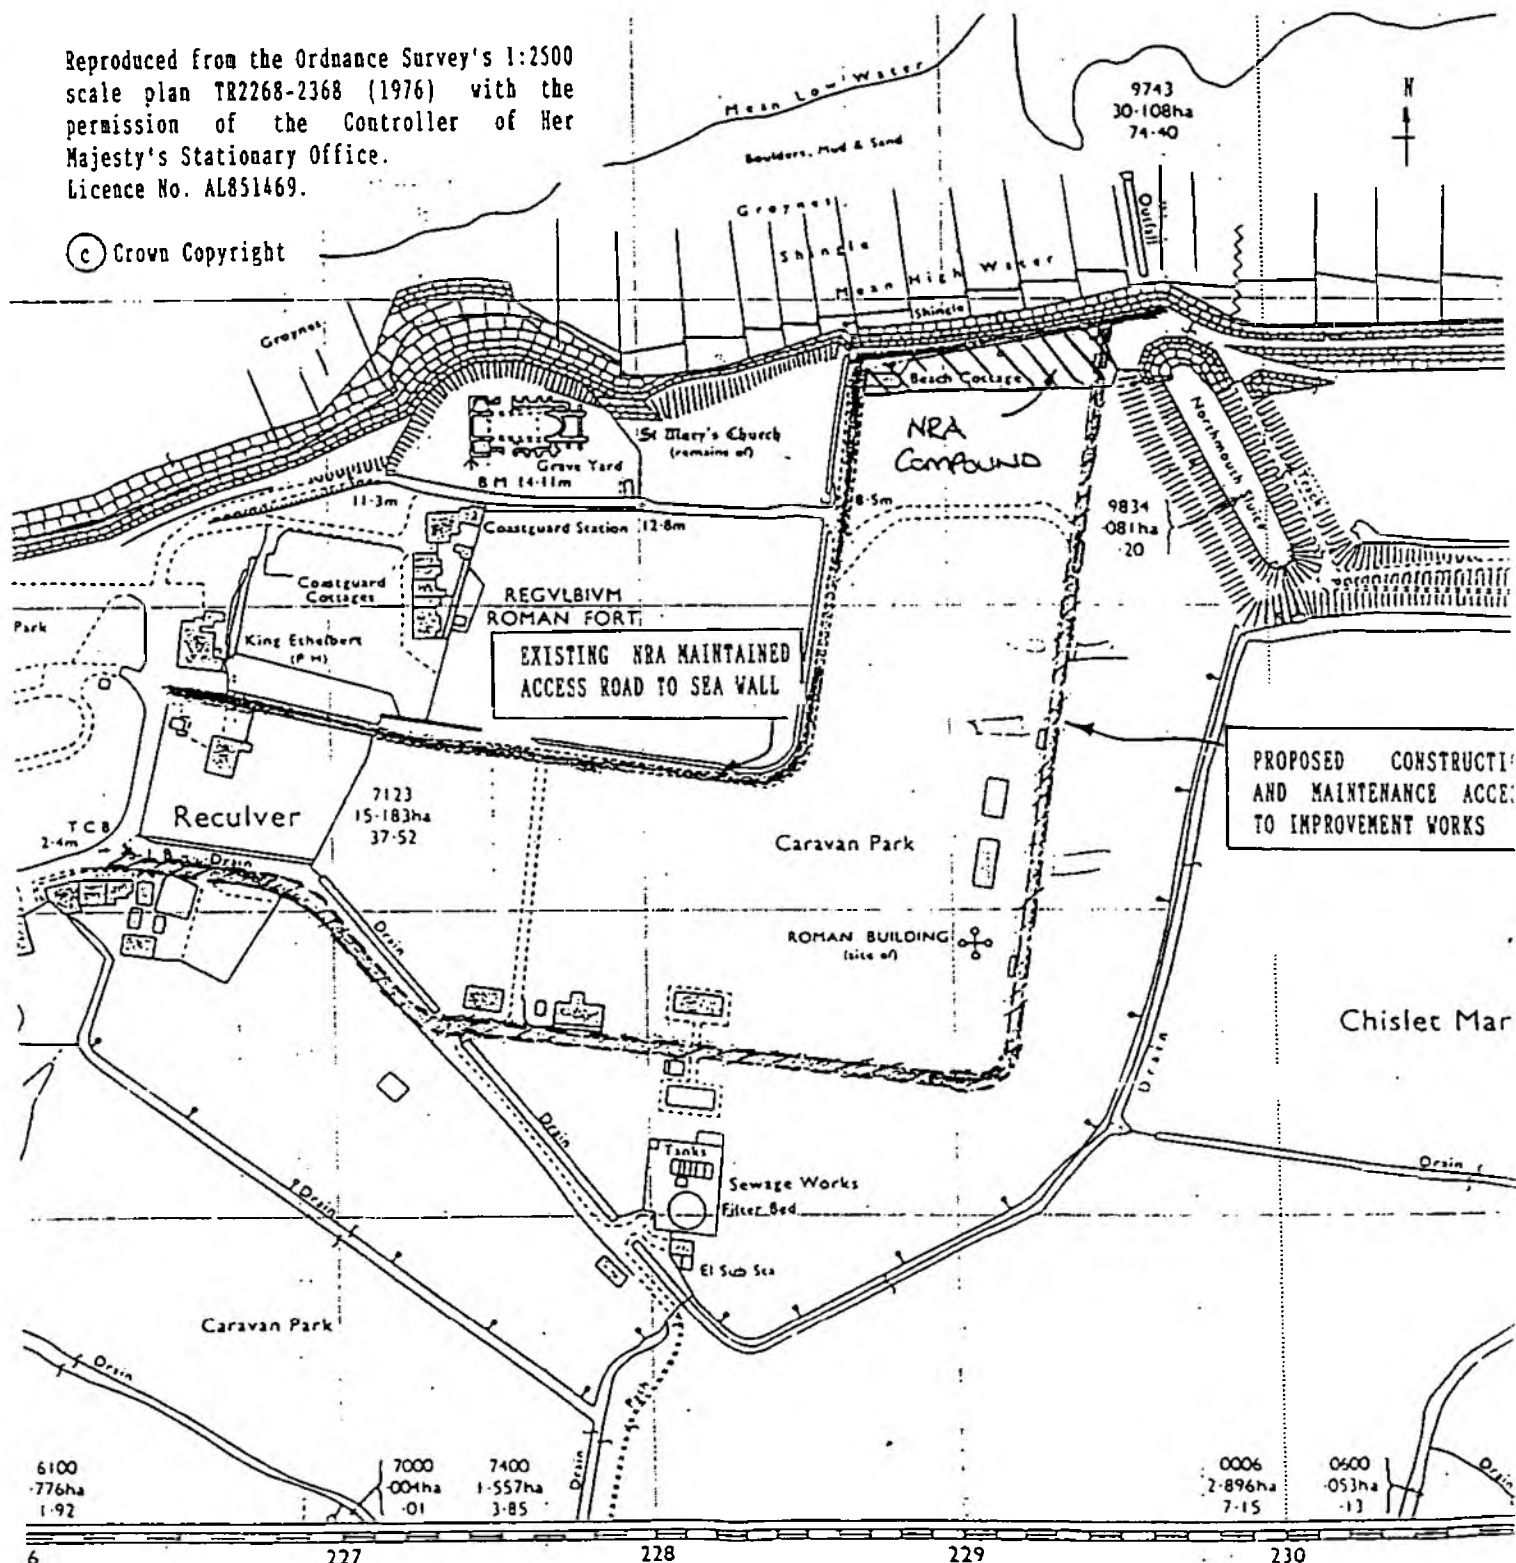 Reproduced from the Ordnance Survey's 1:2500
scale plan TR2268-2368 (1976) with the
permission of the Controller of Her
Majesty's Stationary Office.
Licence No. AL851469.
c Crown Copyright
Mean Low Water
Boulders, Mud & Sand
9743
30·108ha
74·40
N
Groynes
Shingle
Mean High Water
Outfall
Shingle
Groynes
Beach Cottage
St Mary's Church
(remains of)
NRA
COMPOUND
Grave Yard
B M 14·11m
Northmouth Sluice
Track
11·3m
Coastguard Station
12·8m
8·5m
9834
·081ha
·20
Coastguard
Cottages
REGVLBIVM
ROMAN FORT
Park
King Ethelbert
(P H)
EXISTING NRA MAINTAINED
ACCESS ROAD TO SEA WALL
PROPOSED CONSTRUCTI
AND MAINTENANCE ACCE
TO IMPROVEMENT WORKS
7123
15·183ha
37·52
Reculver
T C B
2·4m
Drain
Caravan Park
Drain
ROMAN BUILDING
(site of)
Chislet Mar
Drain
Drain
Tanks
Sewage Works
Filter Bed
Drain
Drain
El Sub Sta
Caravan Park
Drain
Path
Drain
Drain
6100
·776ha
1·92
7000
·004ha
·01
7400
1·557ha
3·85
0006
2·896ha
7·15
0600
·053ha
·13
6
227
228
229
230